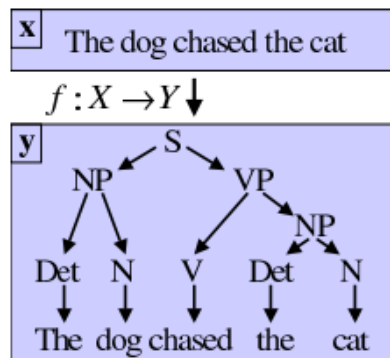 x
The dog chased the cat
f : X → Y
y
S
NP VP
NP
Det N V Det N
The dog chased the cat